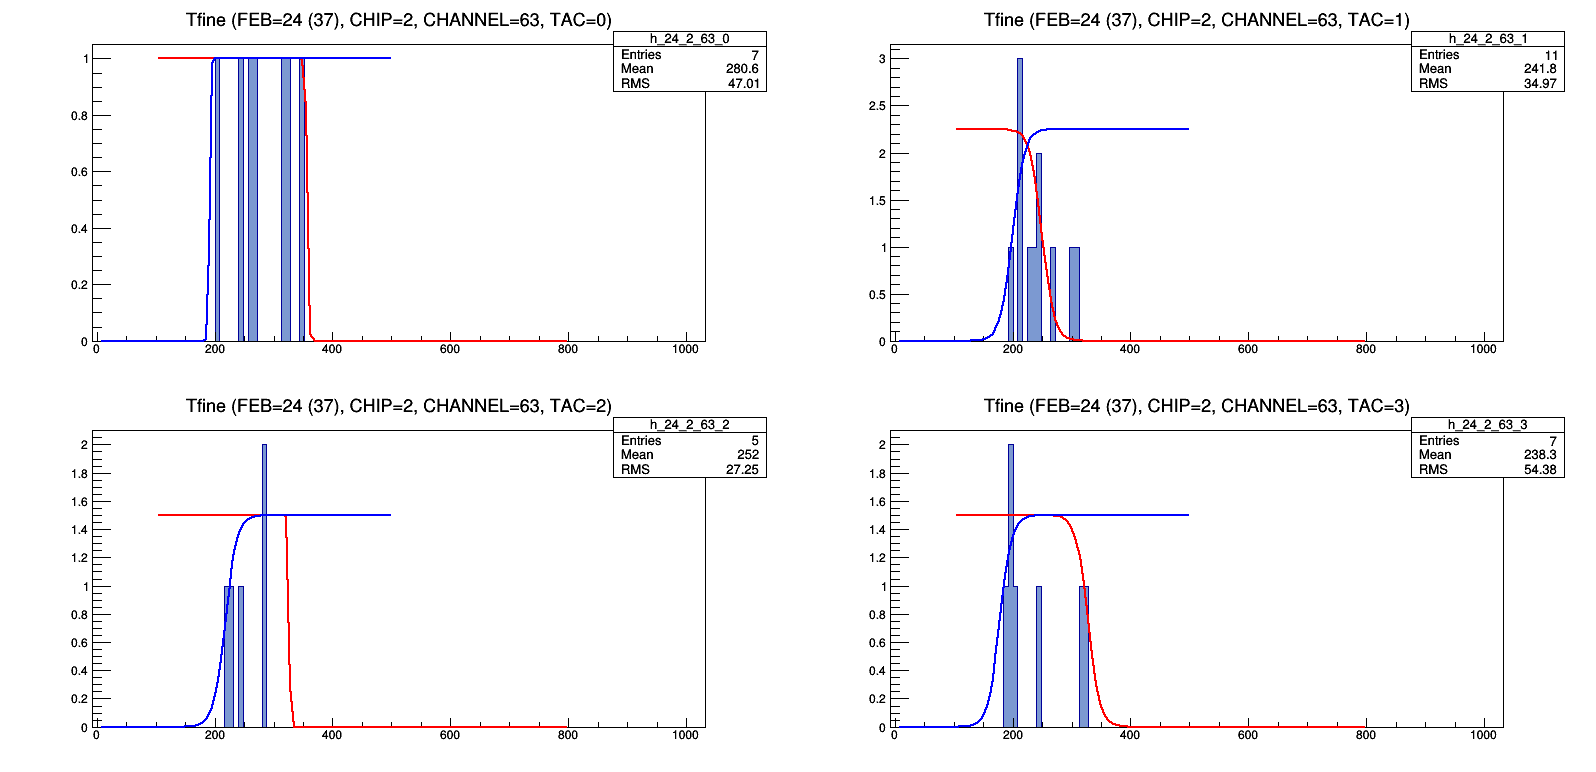 Tfine (FEB=24 (37), CHIP=2, CHANNEL=63, TAC=0)
h_24_2_63_0
Entries 7
Mean 280.6
RMS 47.01
1
0.8
0.6
0.4
0.2
0
0 200 400 600 800 1000
Tfine (FEB=24 (37), CHIP=2, CHANNEL=63, TAC=1)
h_24_2_63_1
Entries 11
Mean 241.8
RMS 34.97
3
2.5
2
1.5
1
0.5
0
0 200 400 600 800 1000
Tfine (FEB=24 (37), CHIP=2, CHANNEL=63, TAC=2)
h_24_2_63_2
Entries 5
Mean 252
RMS 27.25
2
1.8
1.6
1.4
1.2
1
0.8
0.6
0.4
0.2
0
0 200 400 600 800 1000
Tfine (FEB=24 (37), CHIP=2, CHANNEL=63, TAC=3)
h_24_2_63_3
Entries 7
Mean 238.3
RMS 54.38
2
1.8
1.6
1.4
1.2
1
0.8
0.6
0.4
0.2
0
0 200 400 600 800 1000